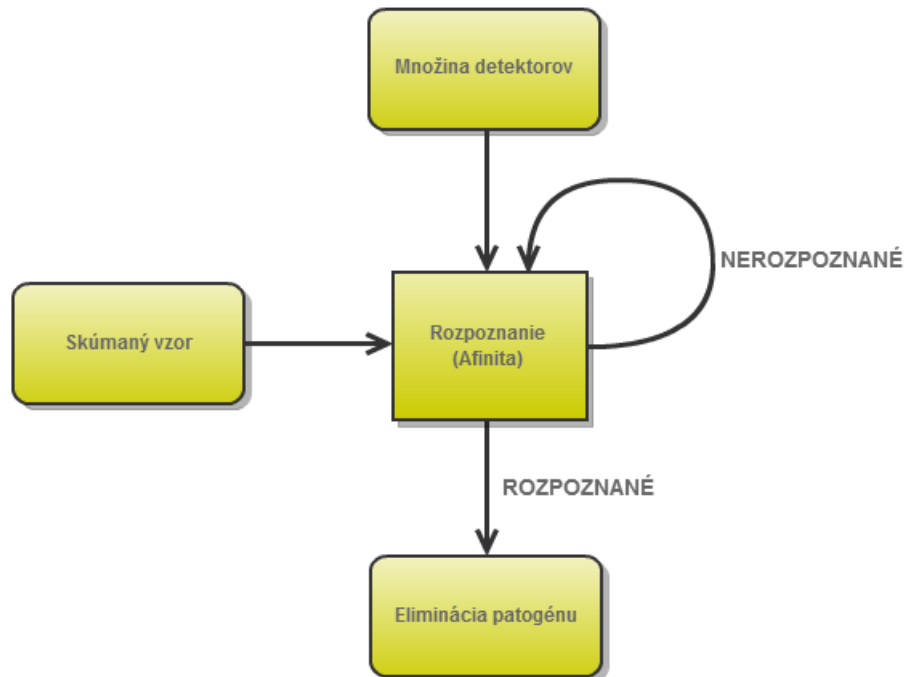 Množina detektorov
NEROZPOZNANÉ
Skúmaný vzor
Rozpoznanie
(Afinita)
ROZPOZNANÉ
Eliminácia patogénu